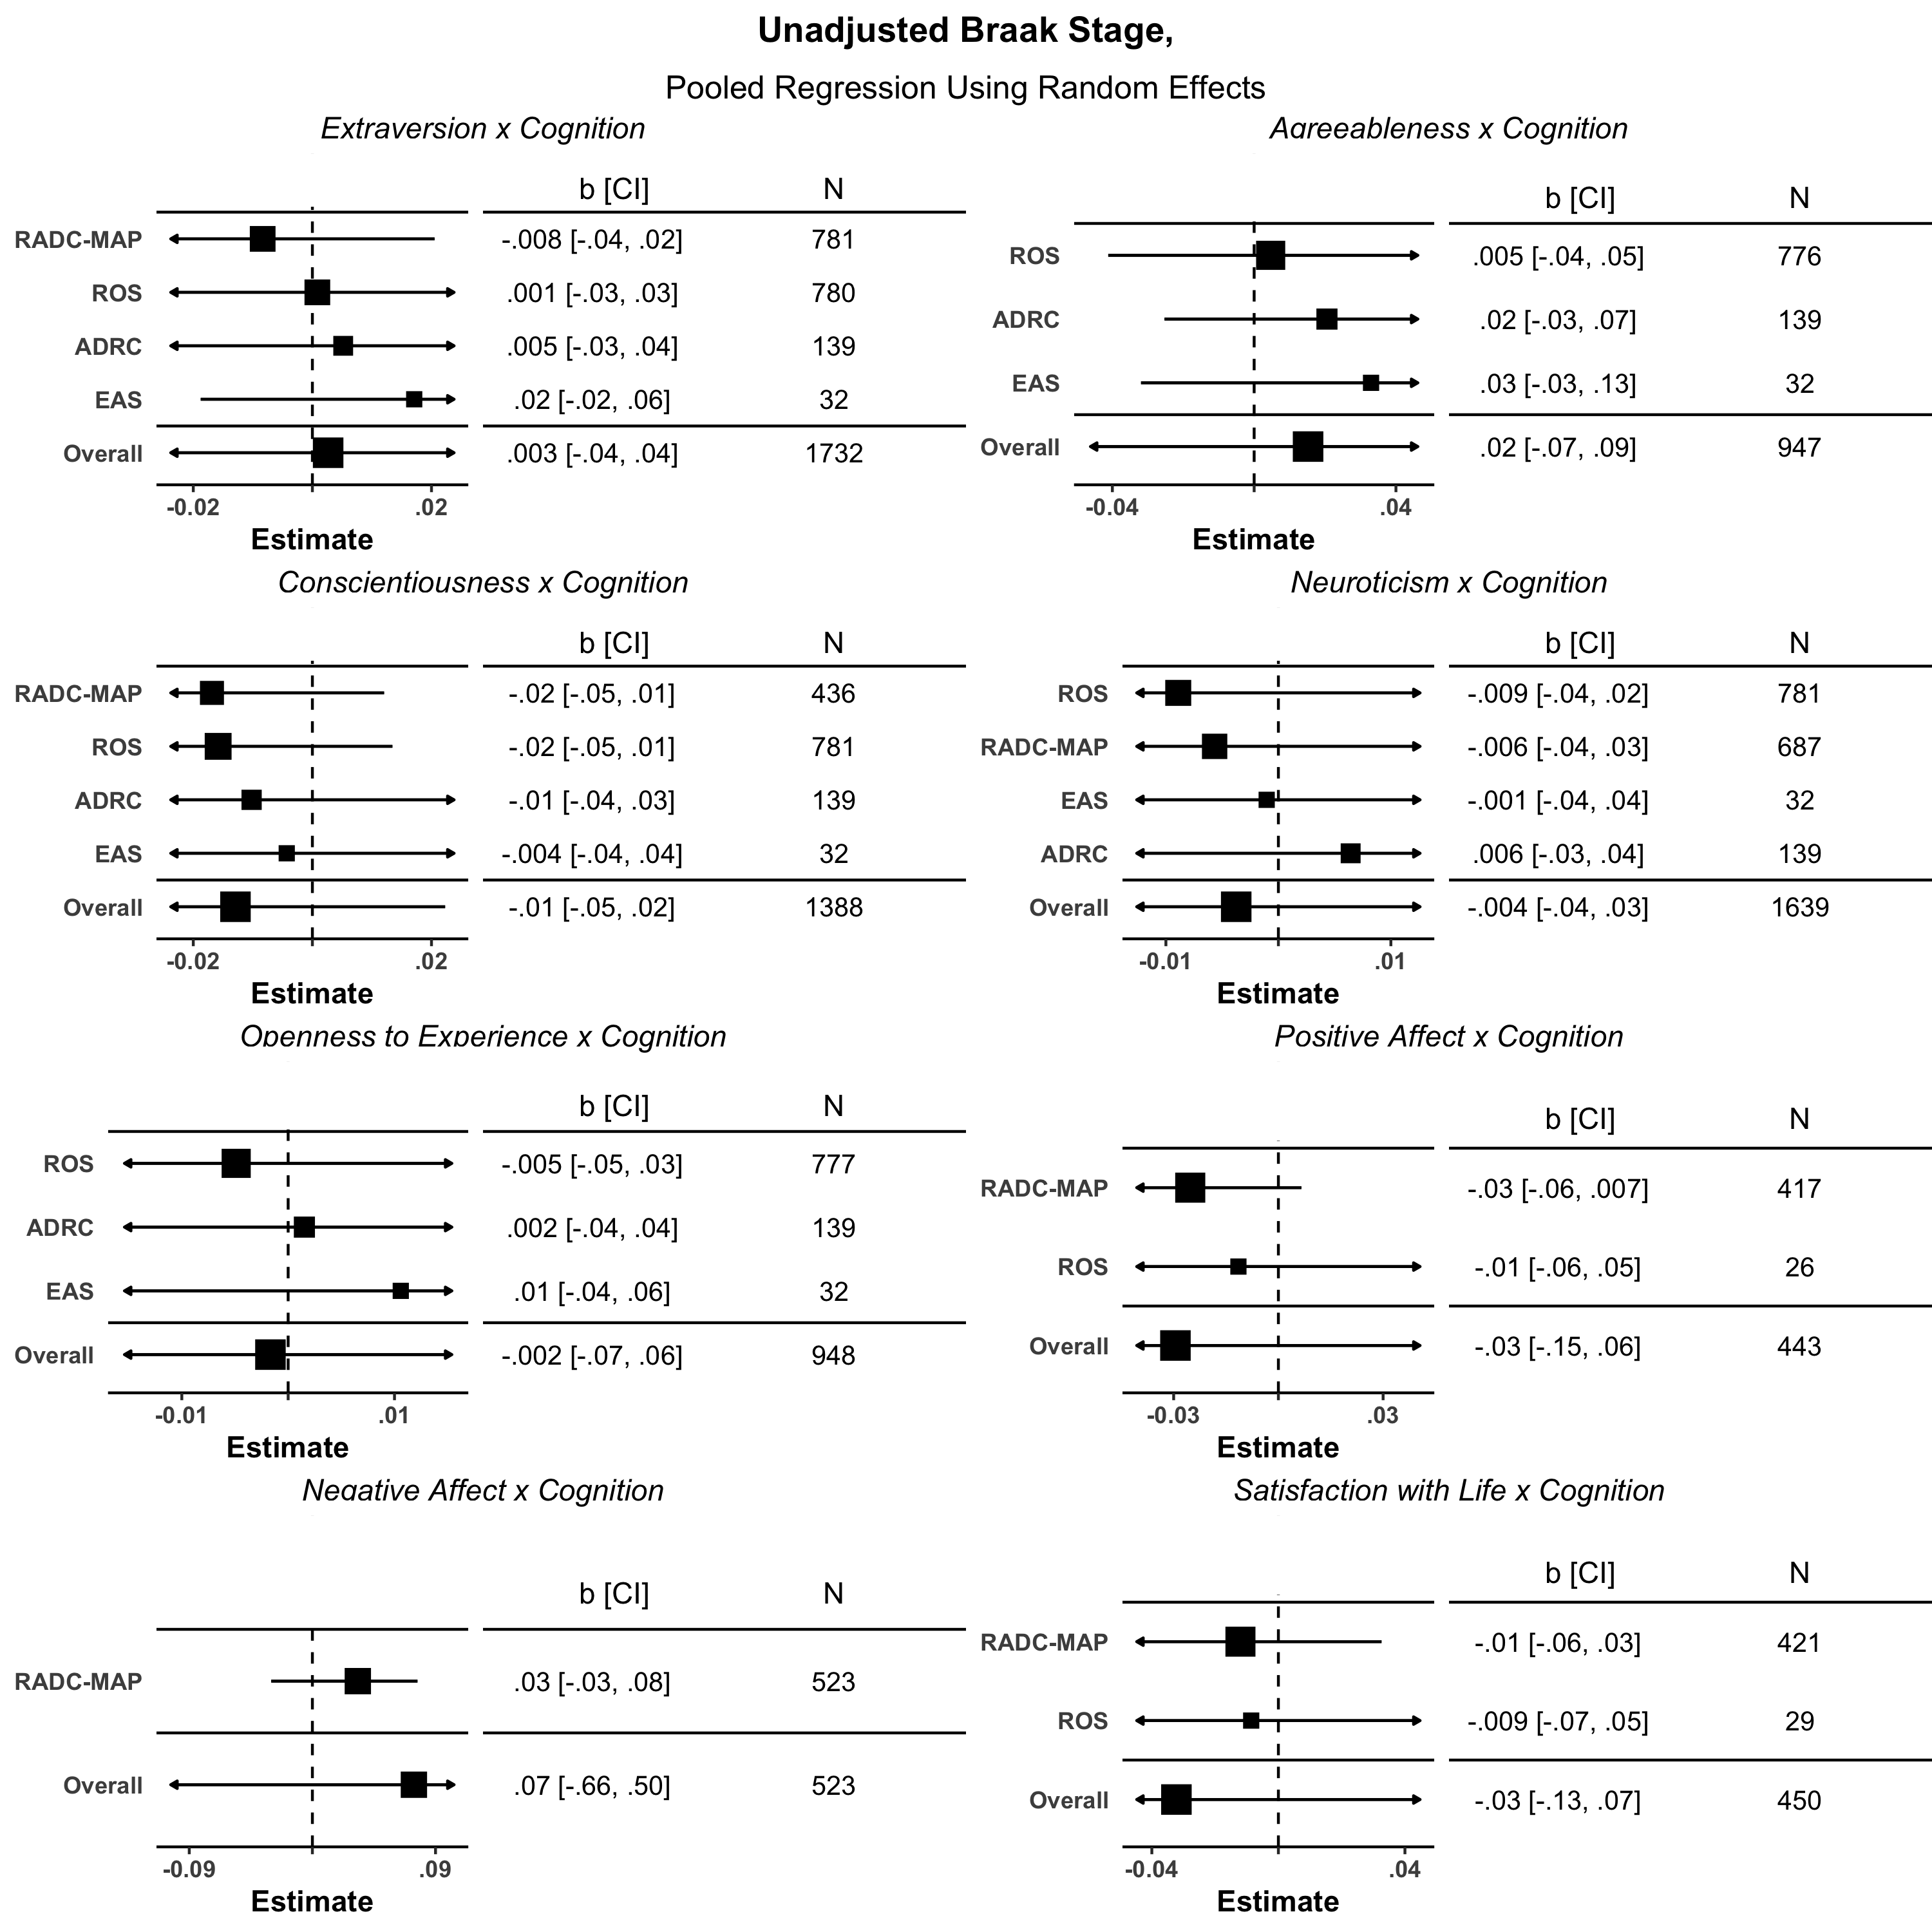 Unadjusted Braak Stage,
Pooled Regression Using Random Effects
Extraversion x Cognition
b [CI] N
RADC-MAP -.008 [-.04, .02] 781
ROS .001 [-.03, .03] 780
ADRC .005 [-.03, .04] 139
EAS .02 [-.02, .06] 32
Overall .003 [-.04, .04] 1732
-0.02 .02
Estimate
Agreeableness x Cognition
b [CI] N
ROS .005 [-.04, .05] 776
ADRC .02 [-.03, .07] 139
EAS .03 [-.03, .13] 32
Overall .02 [-.07, .09] 947
-0.04 .04
Estimate
Conscientiousness x Cognition
b [CI] N
RADC-MAP -.02 [-.05, .01] 436
ROS -.02 [-.05, .01] 781
ADRC -.01 [-.04, .03] 139
EAS -.004 [-.04, .04] 32
Overall -.01 [-.05, .02] 1388
-0.02 .02
Estimate
Neuroticism x Cognition
b [CI] N
ROS -.009 [-.04, .02] 781
RADC-MAP -.006 [-.04, .03] 687
EAS -.001 [-.04, .04] 32
ADRC .006 [-.03, .04] 139
Overall -.004 [-.04, .03] 1639
-0.01 .01
Estimate
Openness to Experience x Cognition
b [CI] N
ROS -.005 [-.05, .03] 777
ADRC .002 [-.04, .04] 139
EAS .01 [-.04, .06] 32
Overall -.002 [-.07, .06] 948
-0.01 .01
Estimate
Positive Affect x Cognition
b [CI] N
RADC-MAP -.03 [-.06, .007] 417
ROS -.01 [-.06, .05] 26
Overall -.03 [-.15, .06] 443
-0.03 .03
Estimate
Negative Affect x Cognition
b [CI] N
RADC-MAP .03 [-.03, .08] 523
Overall .07 [-.66, .50] 523
-0.09 .09
Estimate
Satisfaction with Life x Cognition
b [CI] N
RADC-MAP -.01 [-.06, .03] 421
ROS -.009 [-.07, .05] 29
Overall -.03 [-.13, .07] 450
-0.04 .04
Estimate